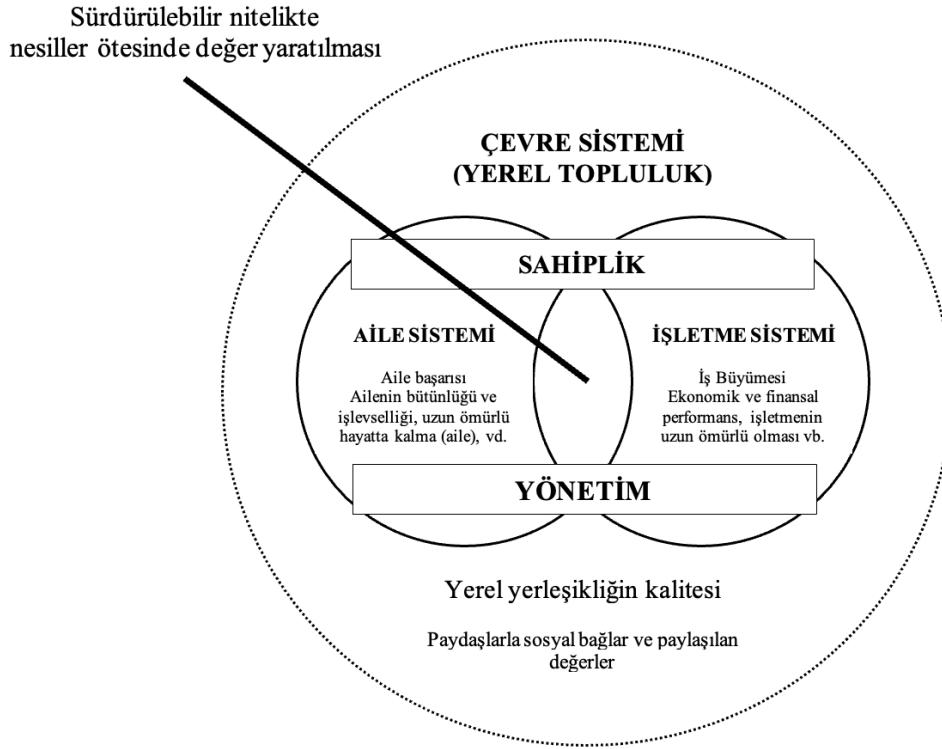 Sürdürülebilir nitelikte
nesiller ötesinde değer yaratılması
ÇEVRE SİSTEMİ
(YEREL TOPLULUK)
SAHİPLİK
AİLE SİSTEMİ
Aile başarısı
Ailenin bütünlüğü ve
işlevselliği, uzun ömürlü
hayatta kalma (aile), vd.
İŞLETME SİSTEMİ
İş Büyümesi
Ekonomik ve finansal
performans, işletmenin
uzun ömürlü olması vb.
YÖNETİM
Yerel yerleşikliğin kalitesi
Paydaşlarla sosyal bağlar ve paylaşılan
değerler